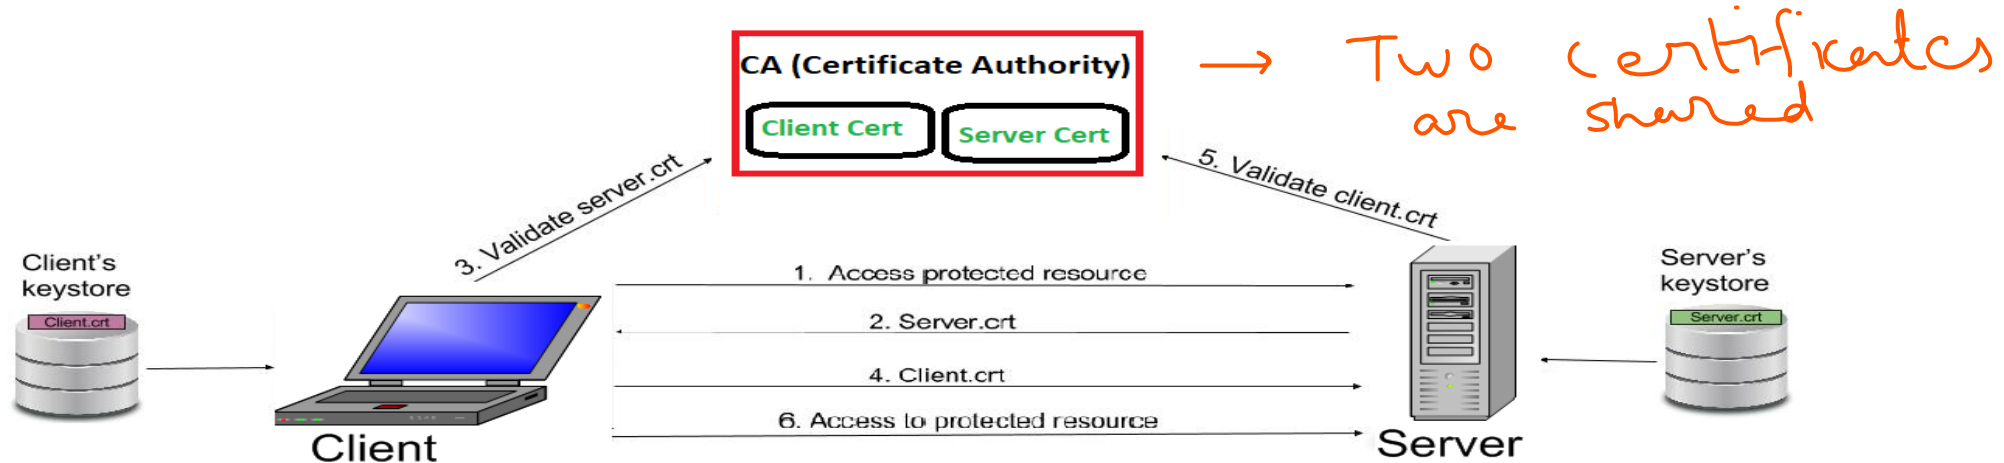 CA (Certificate Authority)
Client Cert
Server Cert
Two certificates
are shared
3. Validate server.crt
5. Validate client.crt
Client's
keystore
Client.crt
1. Access protected resource
2. Server.crt
4. Client.crt
6. Access to protected resource
Client
Server
Server's
keystore
Server.crt